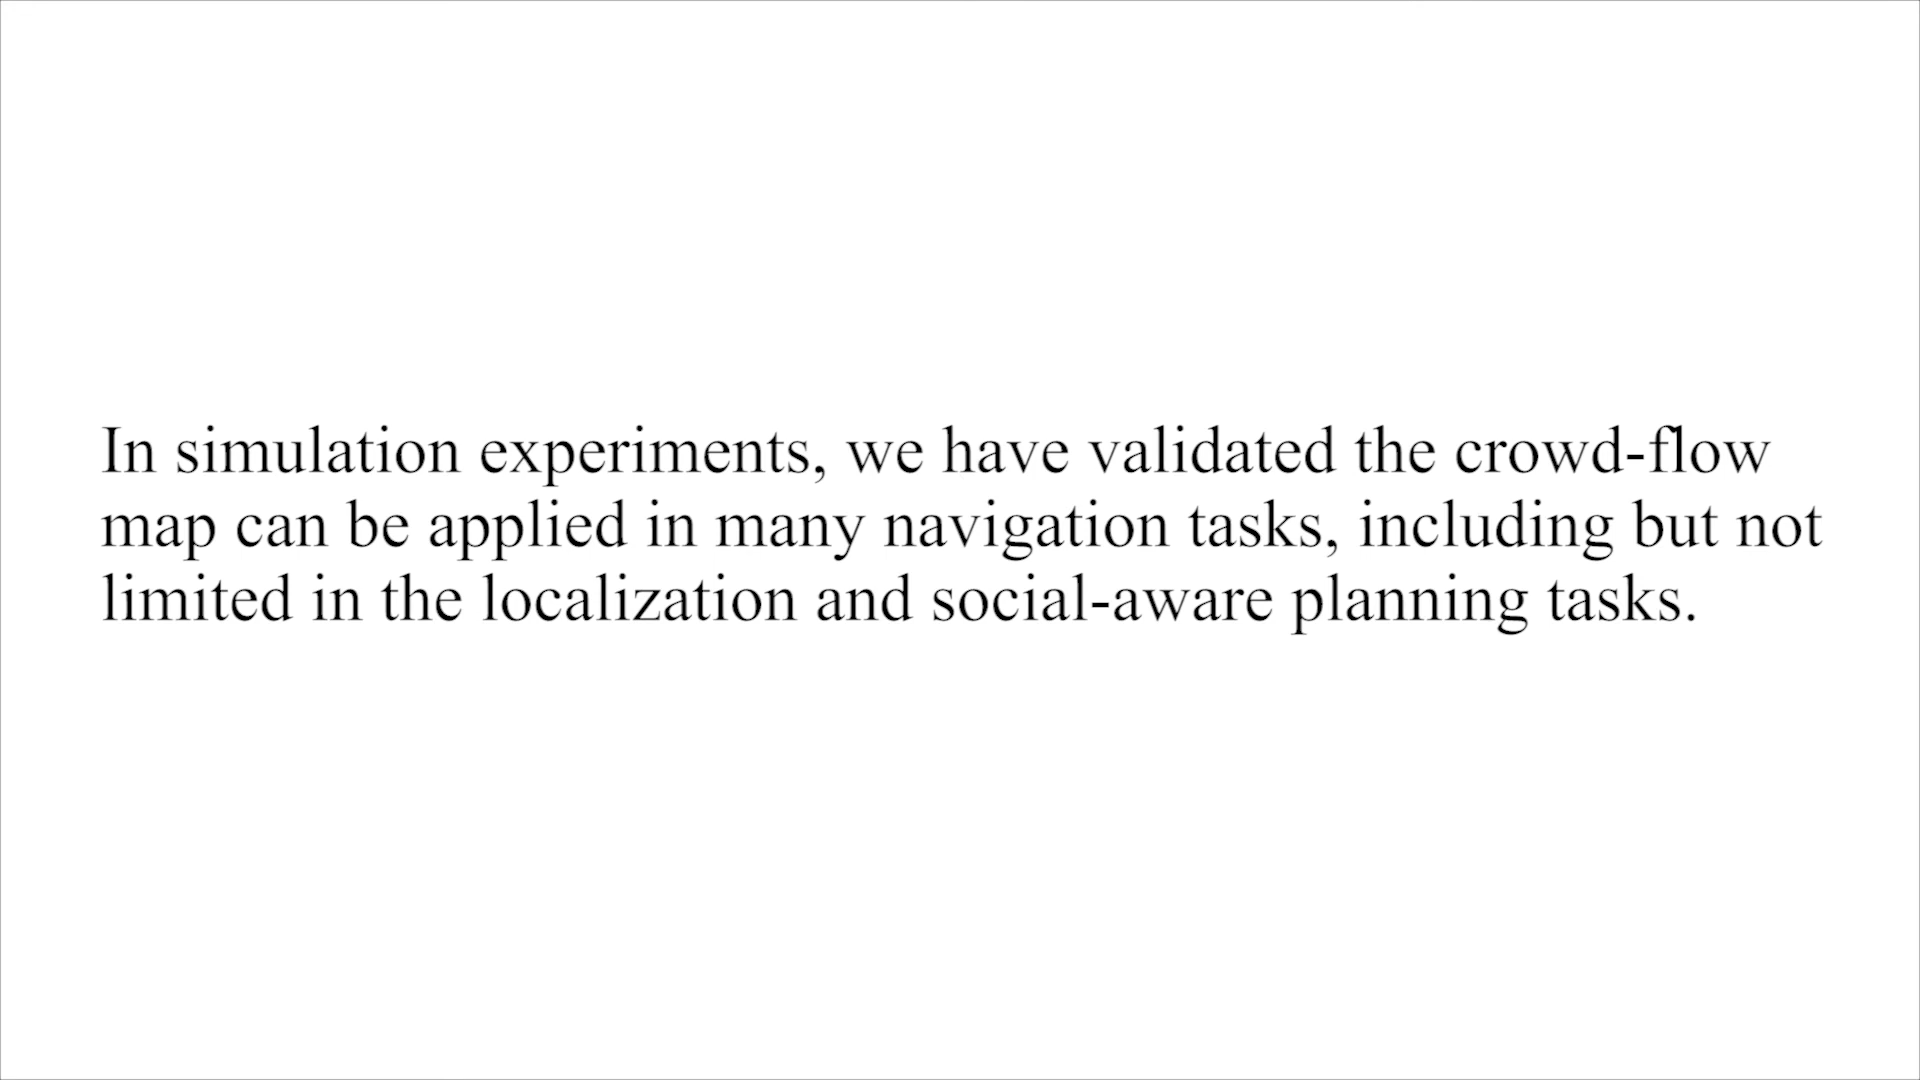 In simulation experiments, we have validated the crowd-flow
map can be applied in many navigation tasks, including but not
limited in the localization and social-aware planning tasks.